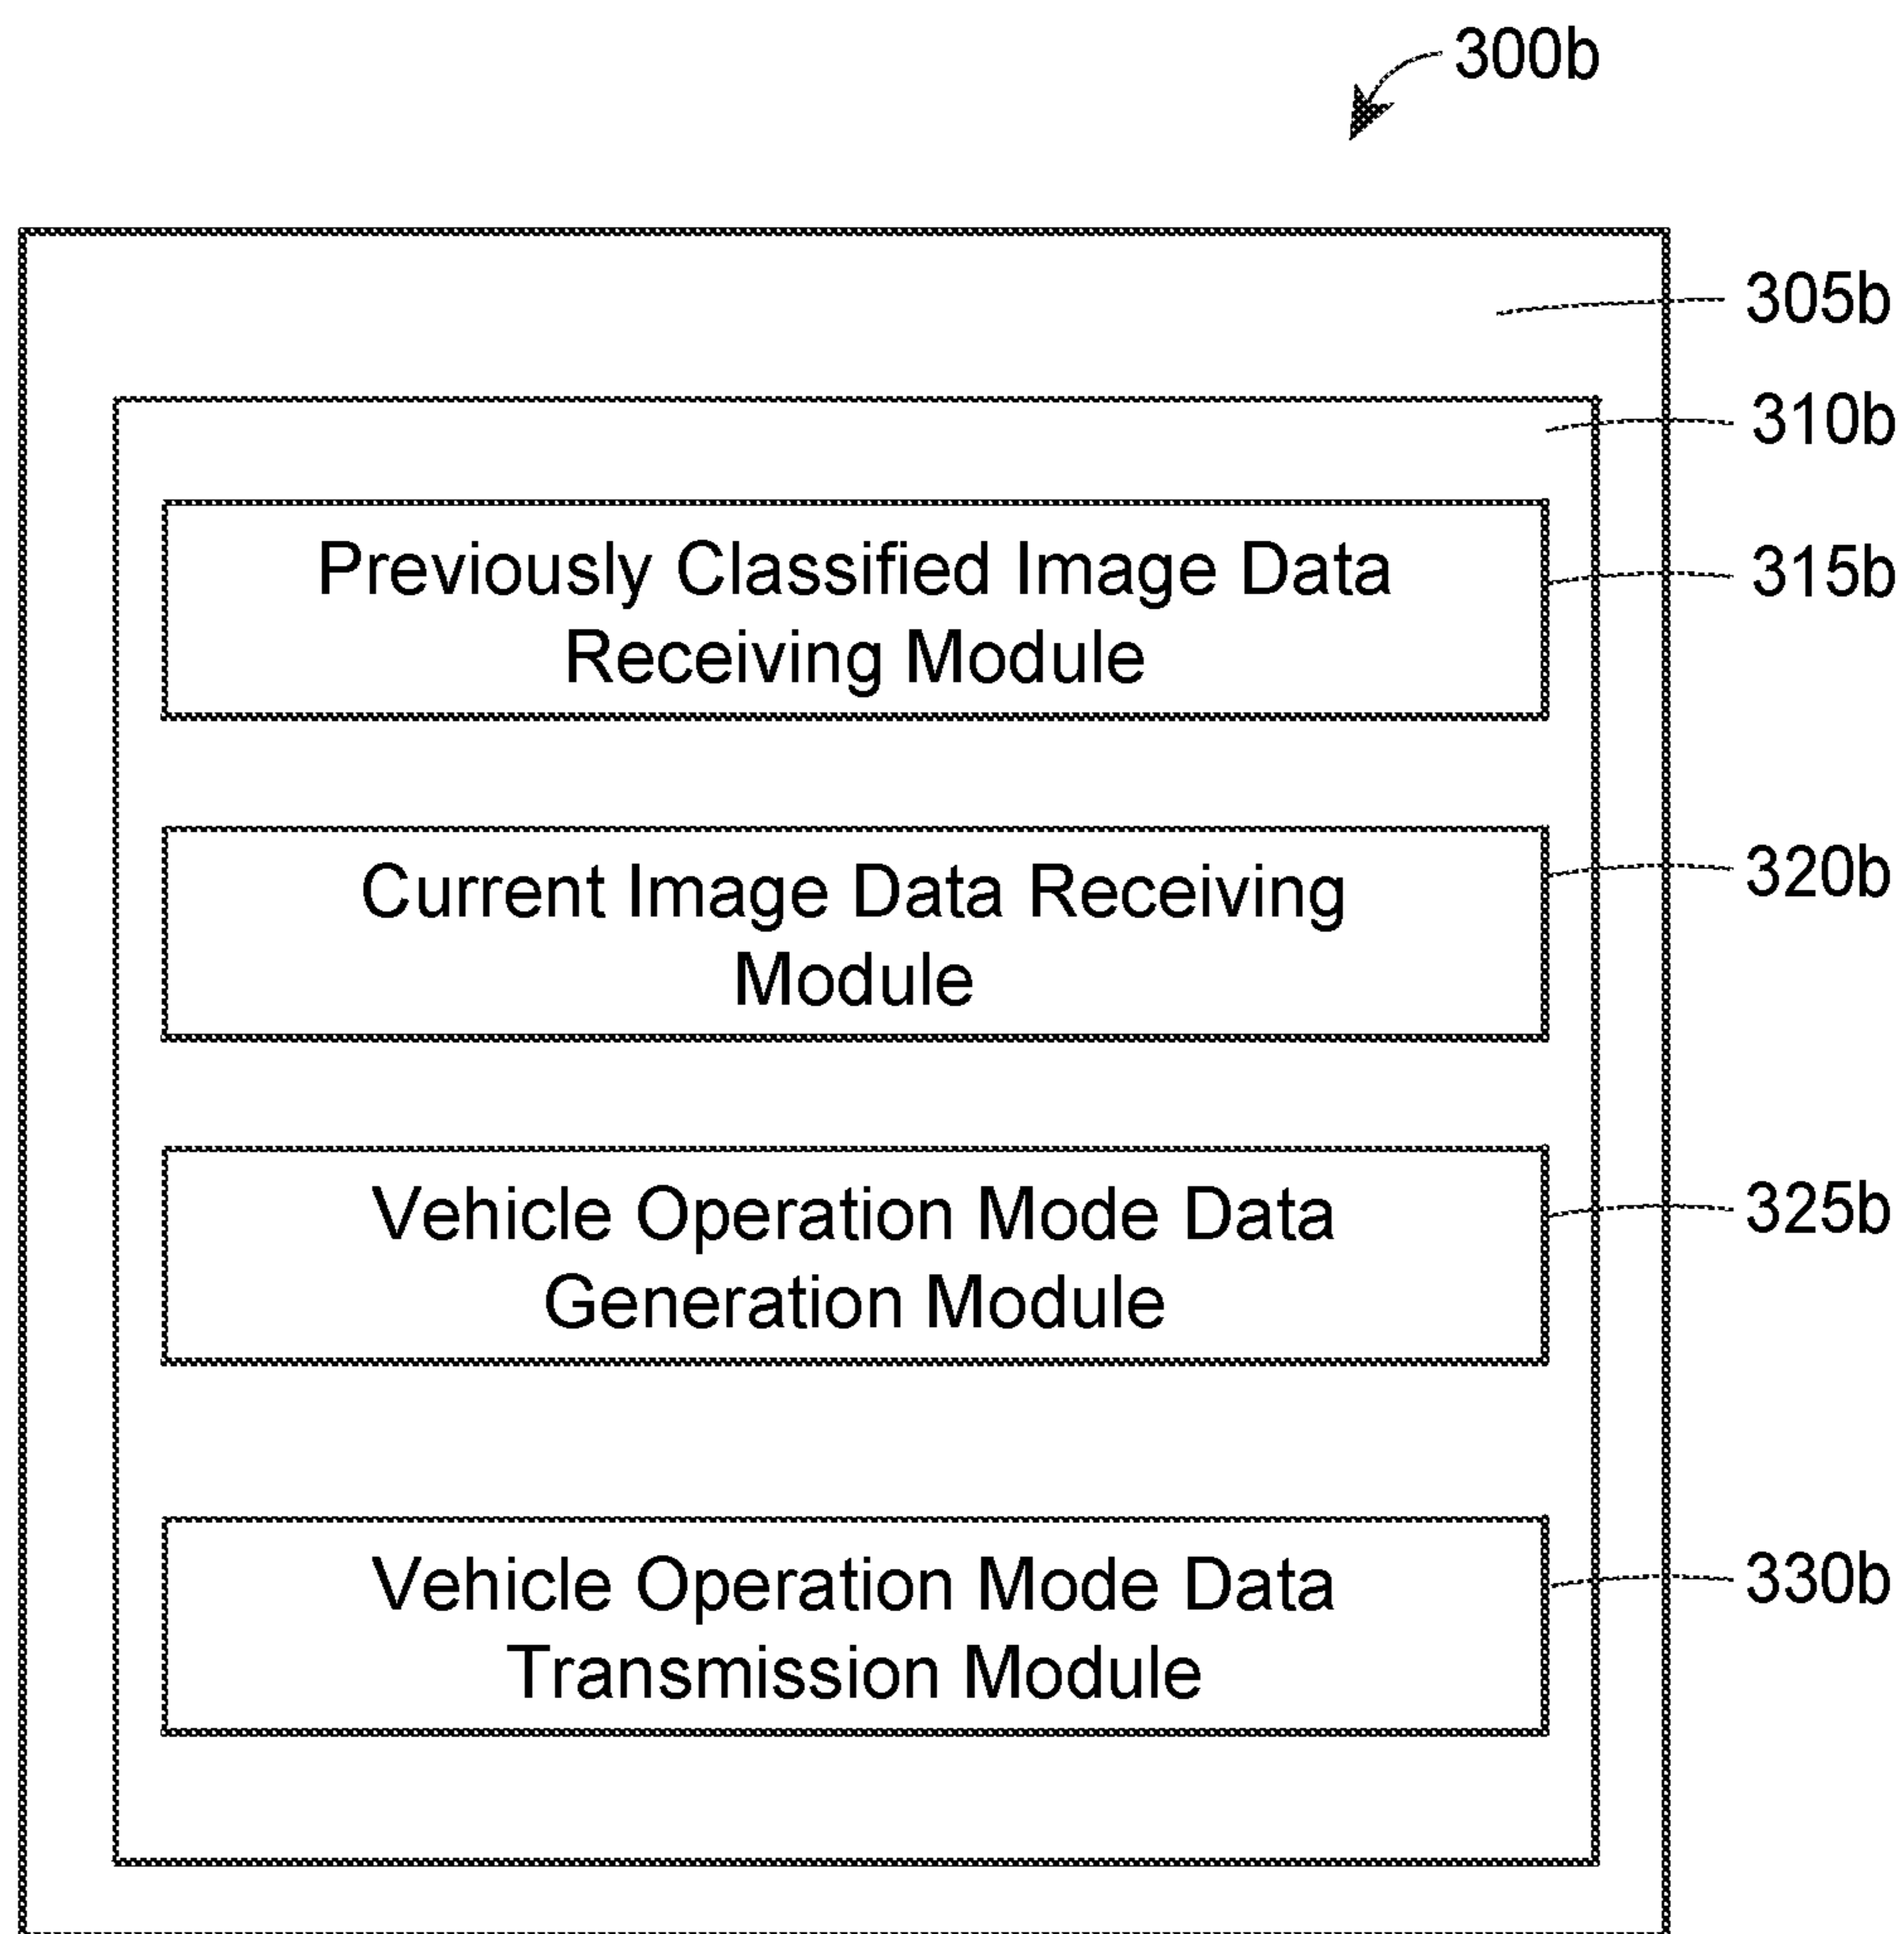 300b
305b
310b
Previously Classified Image Data
Receiving Module
315b
Current Image Data Receiving
Module
320b
Vehicle Operation Mode Data
Generation Module
325b
Vehicle Operation Mode Data
Transmission Module
330b